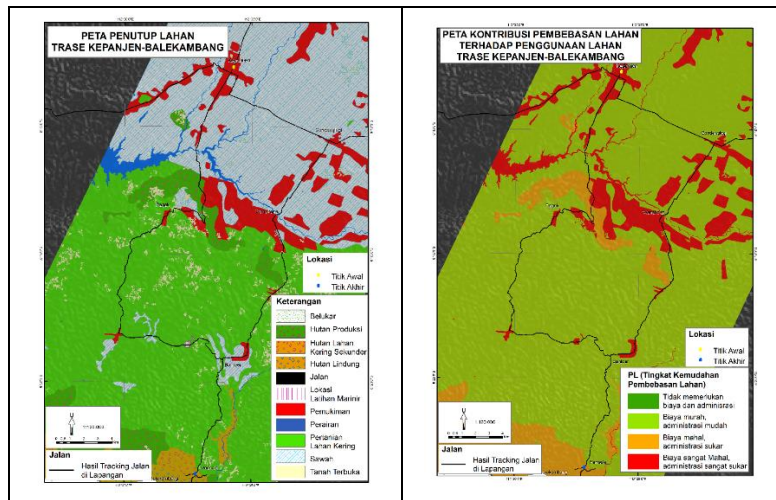 PETA PENUTUP LAHAN
TRASE KEPANJEN-BALEKAMBANG
Lokasi
Titik Awal
Titik Akhir
Keterangan
Belukar
Hutan Produksi
Hutan Lahan
Kering Sekunder
Hutan Lindung
Jalan
Lokasi
Latihan Marinir
Pemukiman
Perairan
Pertanian
Lahan Kering
Sawah
Tanah Terbuka
Jalan
Hasil Tracking Jalan
di Lapangan
PETA KONTRIBUSI PEMBEBASAN LAHAN
TERHADAP PENGGUNAAN LAHAN
TRASE KEPANJEN-BALEKAMBANG
Lokasi
Titik Awal
Titik Akhir
PL (Tingkat Kemudahan
Pembebasan Lahan)
Tidak memerlukan
biaya dan administrasi
Biaya murah,
administrasi mudah
Biaya mahal,
administrasi sukar
Biaya sangat Mahal,
administrasi sangat sukar
Jalan
Hasil Tracking Jalan
di Lapangan